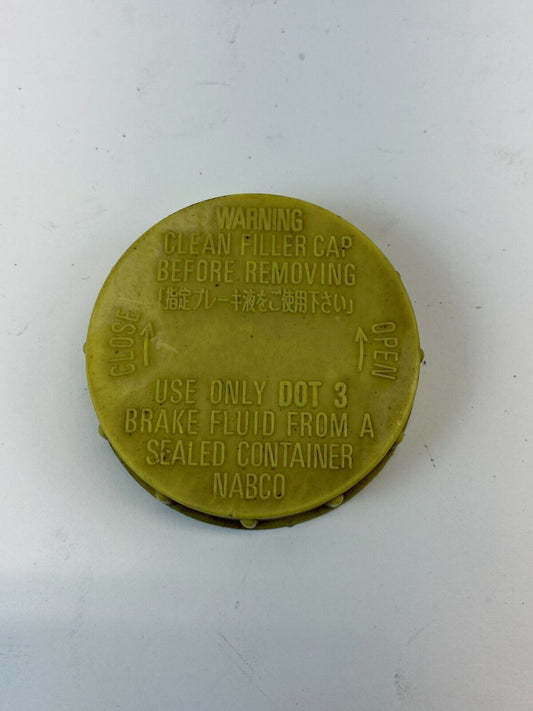 WARNING
CLEAN FILLER CAP
BEFORE REMOVING
「指定ブレーキ液をご使用下さい」
CLOSE
OPEN
USE ONLY DOT 3
BRAKE FLUID FROM A
SEALED CONTAINER
NABCO